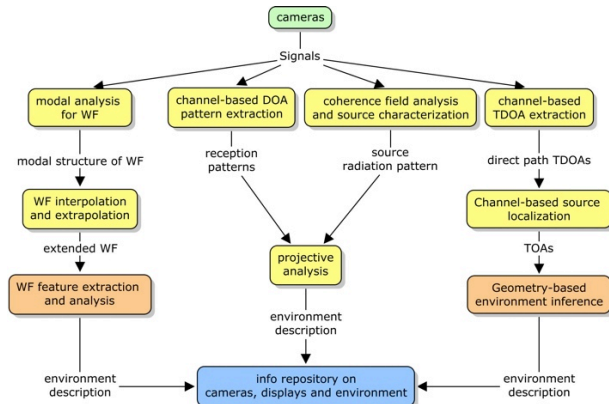 cameras
Signals
modal analysis
for WF
channel-based DOA
pattern extraction
coherence field analysis
and source characterization
channel-based
TDOA extraction
modal structure of WF
reception
patterns
source
radiation pattern
direct path TDOAs
WF interpolation
and extrapolation
Channel-based source
localization
extended WF
TOAs
projective
analysis
WF feature extraction
and analysis
Geometry-based
environment inference
environment
description
environment
description
environment
description
info repository on
cameras, displays and environment